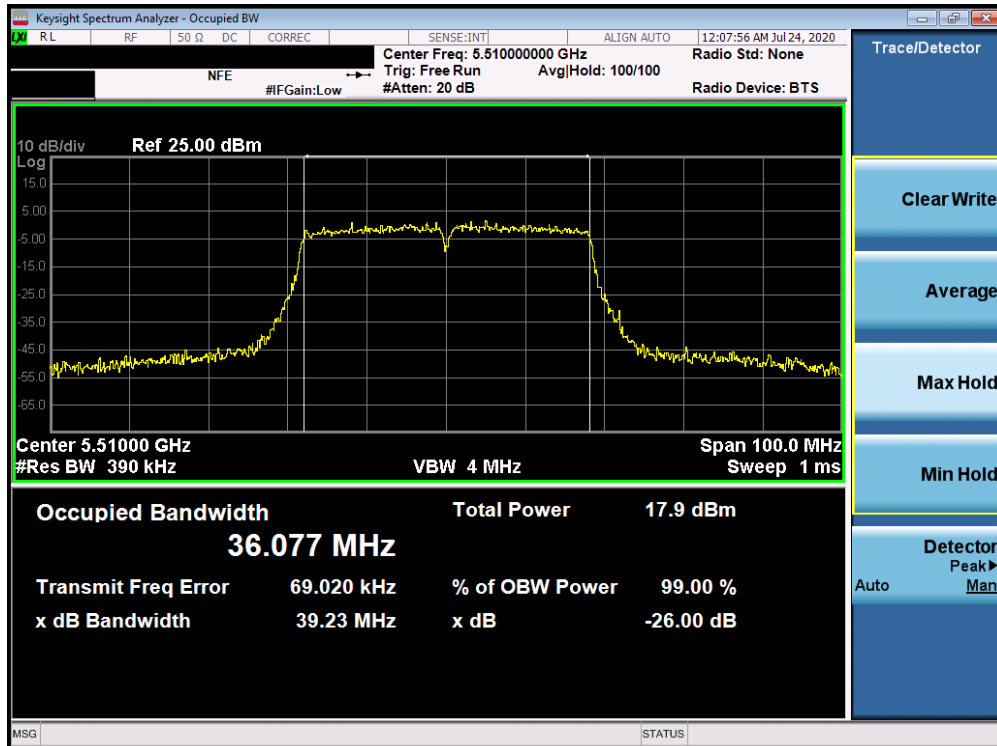 Keysight Spectrum Analyzer - Occupied BW
LXI RL RF 50 Ω DC CORREC SENSE:INT ALIGN AUTO 12:07:56 AM Jul 24, 2020
Center Freq: 5.510000000 GHz Radio Std: None
NFE Trig: Free Run Avg|Hold: 100/100
#IFGain:Low #Atten: 20 dB Radio Device: BTS
Trace/Detector
10 dB/div Ref 25.00 dBm
Log
15.0
5.00
-5.00
-15.0
-25.0
-35.0
-45.0
-55.0
-65.0
Center 5.51000 GHz Span 100.0 MHz
#Res BW 390 kHz VBW 4 MHz Sweep 1 ms
Occupied Bandwidth Total Power 17.9 dBm
36.077 MHz
Transmit Freq Error 69.020 kHz % of OBW Power 99.00 %
x dB Bandwidth 39.23 MHz x dB -26.00 dB
Clear Write
Average
Max Hold
Min Hold
Detector
Peak
Auto Man
MSG STATUS